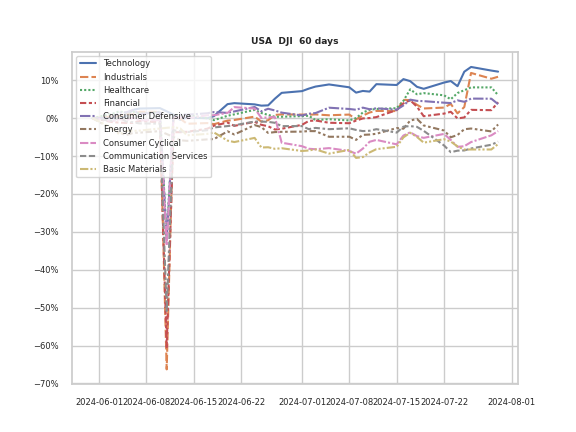 USA  DJI  60 days
Technology
Industrials
Healthcare
Financial
Consumer Defensive
Energy
Consumer Cyclical
Communication Services
Basic Materials
10%
0%
−10%
−20%
−30%
−40%
−50%
−60%
−70%
2024-06-01 2024-06-08 2024-06-15 2024-06-22 2024-07-01 2024-07-08 2024-07-15 2024-07-22 2024-08-01